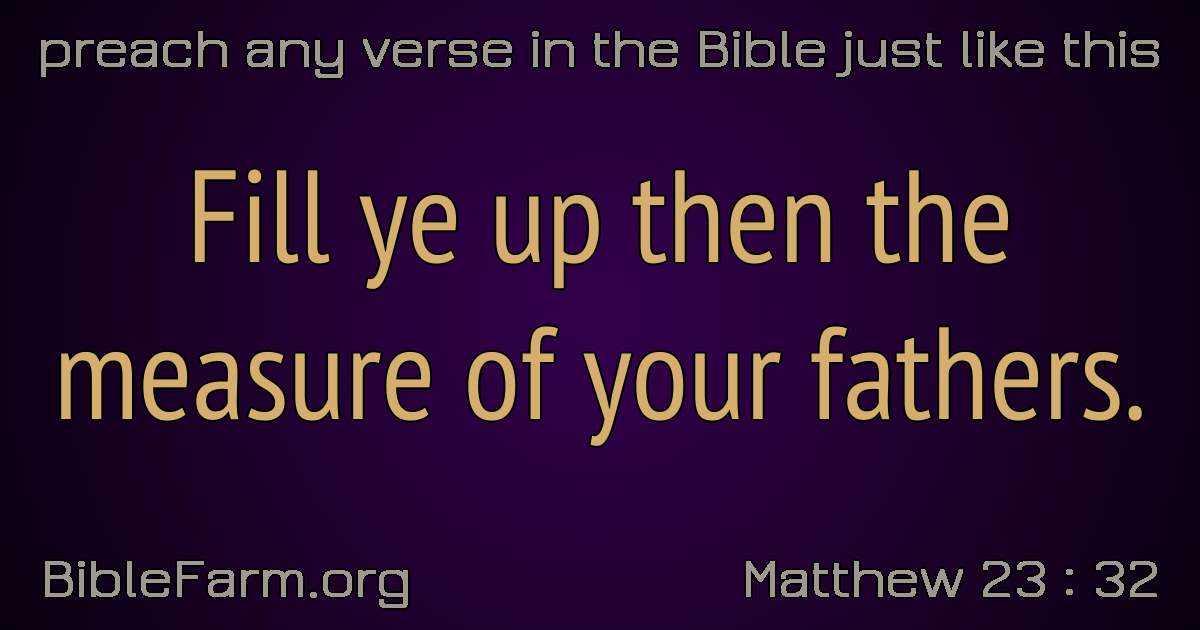 preach any verse in the Bible just like this
Fill ye up then the
measure of your fathers.
BibleFarm.org
Matthew 23 : 32